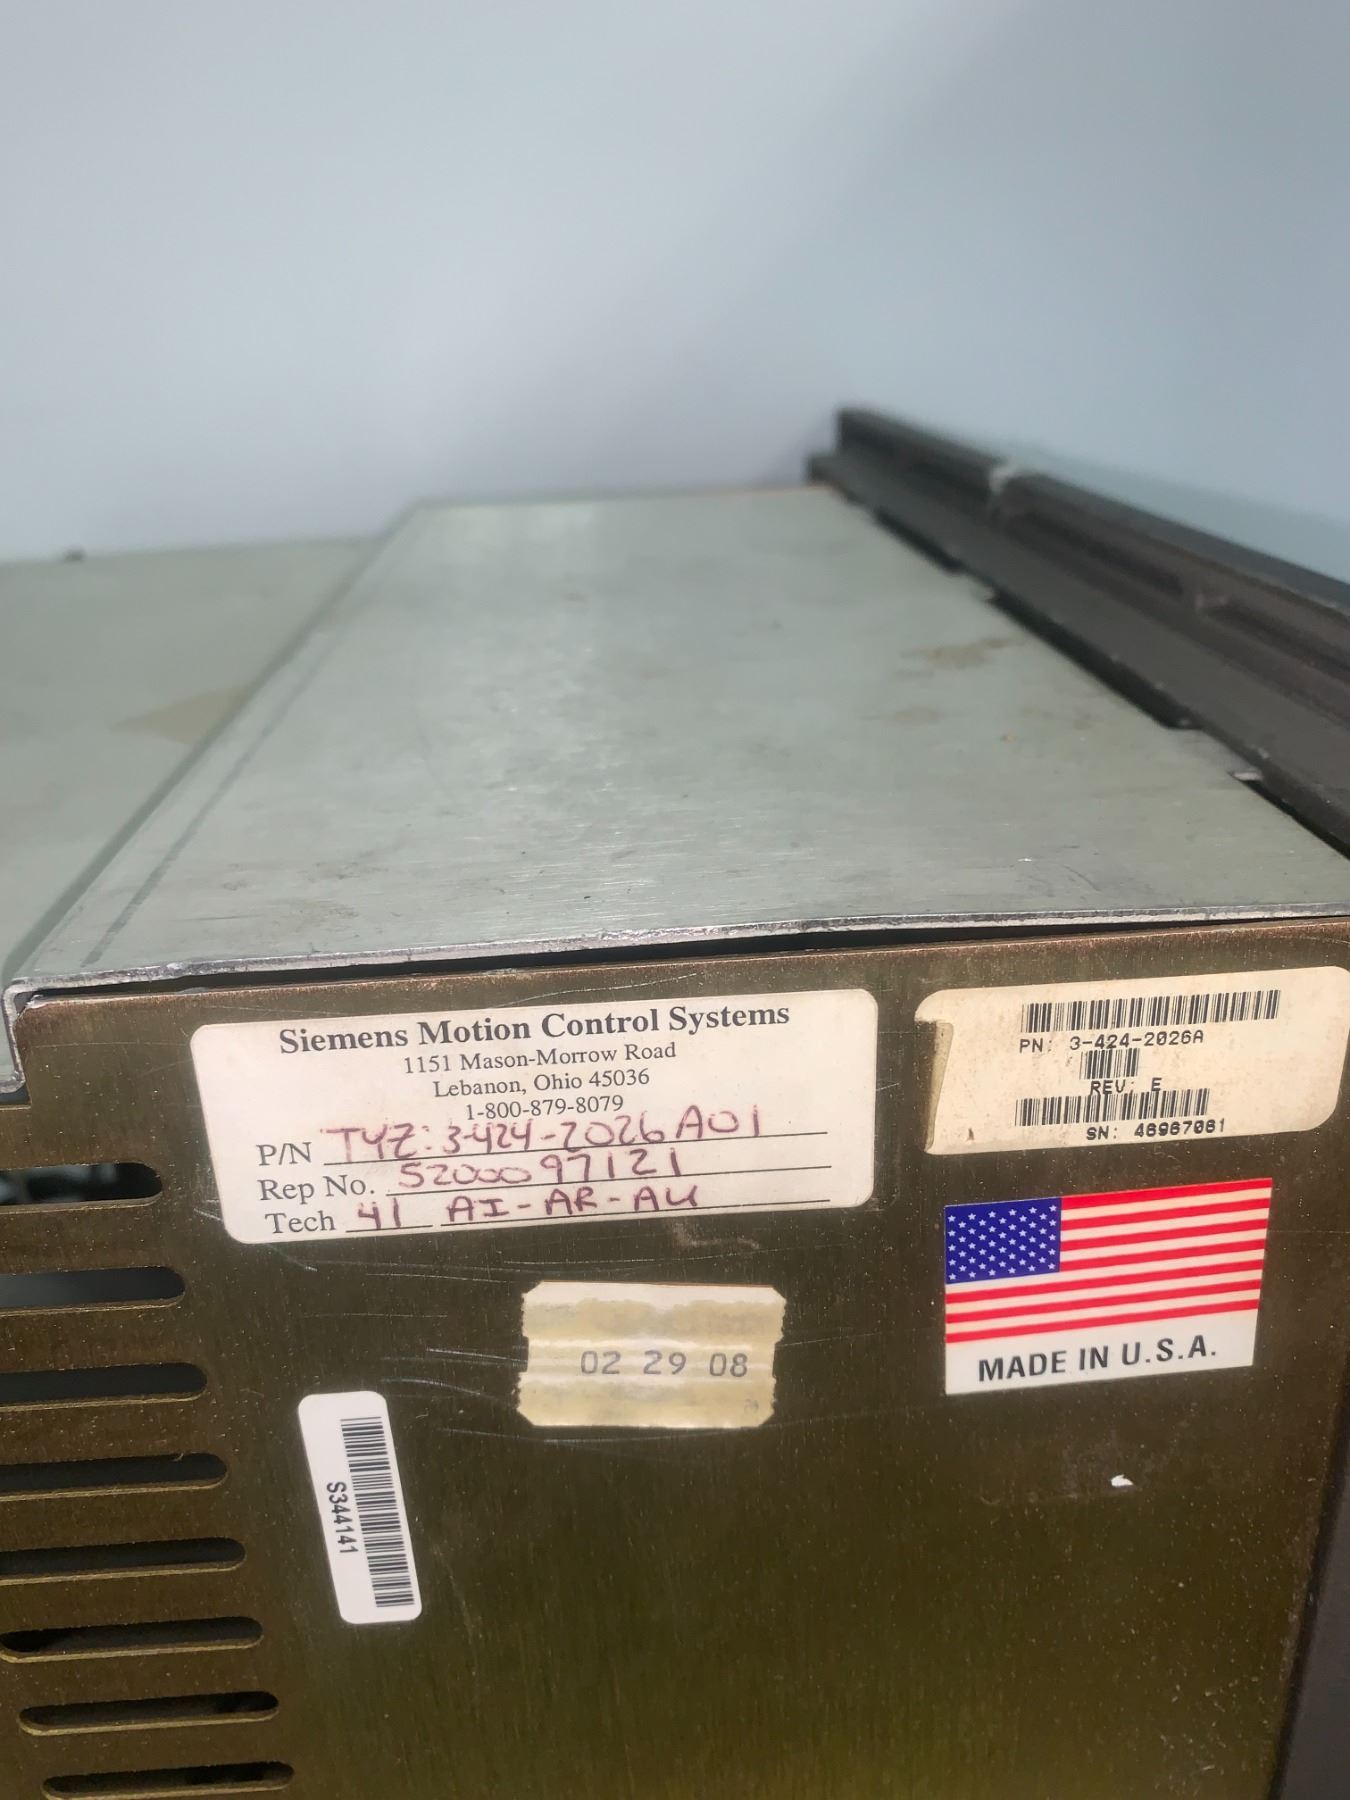 Siemens Motion Control Systems
1151 Mason-Morrow Road
Lebanon, Ohio 45036
1-800-879-8079
P/N TYZ: 3-424-2026A01
Rep No. 5200097121
Tech 41 AI-AR-AU
PN: 3-424-2026A
REV: E
SN: 46967061
MADE IN U.S.A.
02 29 08
S344141